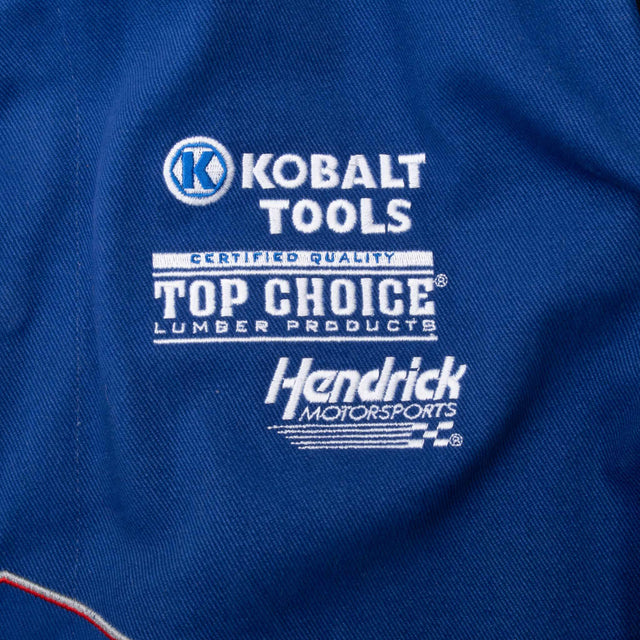 K KOBALT
TOOLS
CERTIFIED QUALITY
TOP CHOICE®
LUMBER PRODUCTS
Hendrick
MOTORSPORTS
®